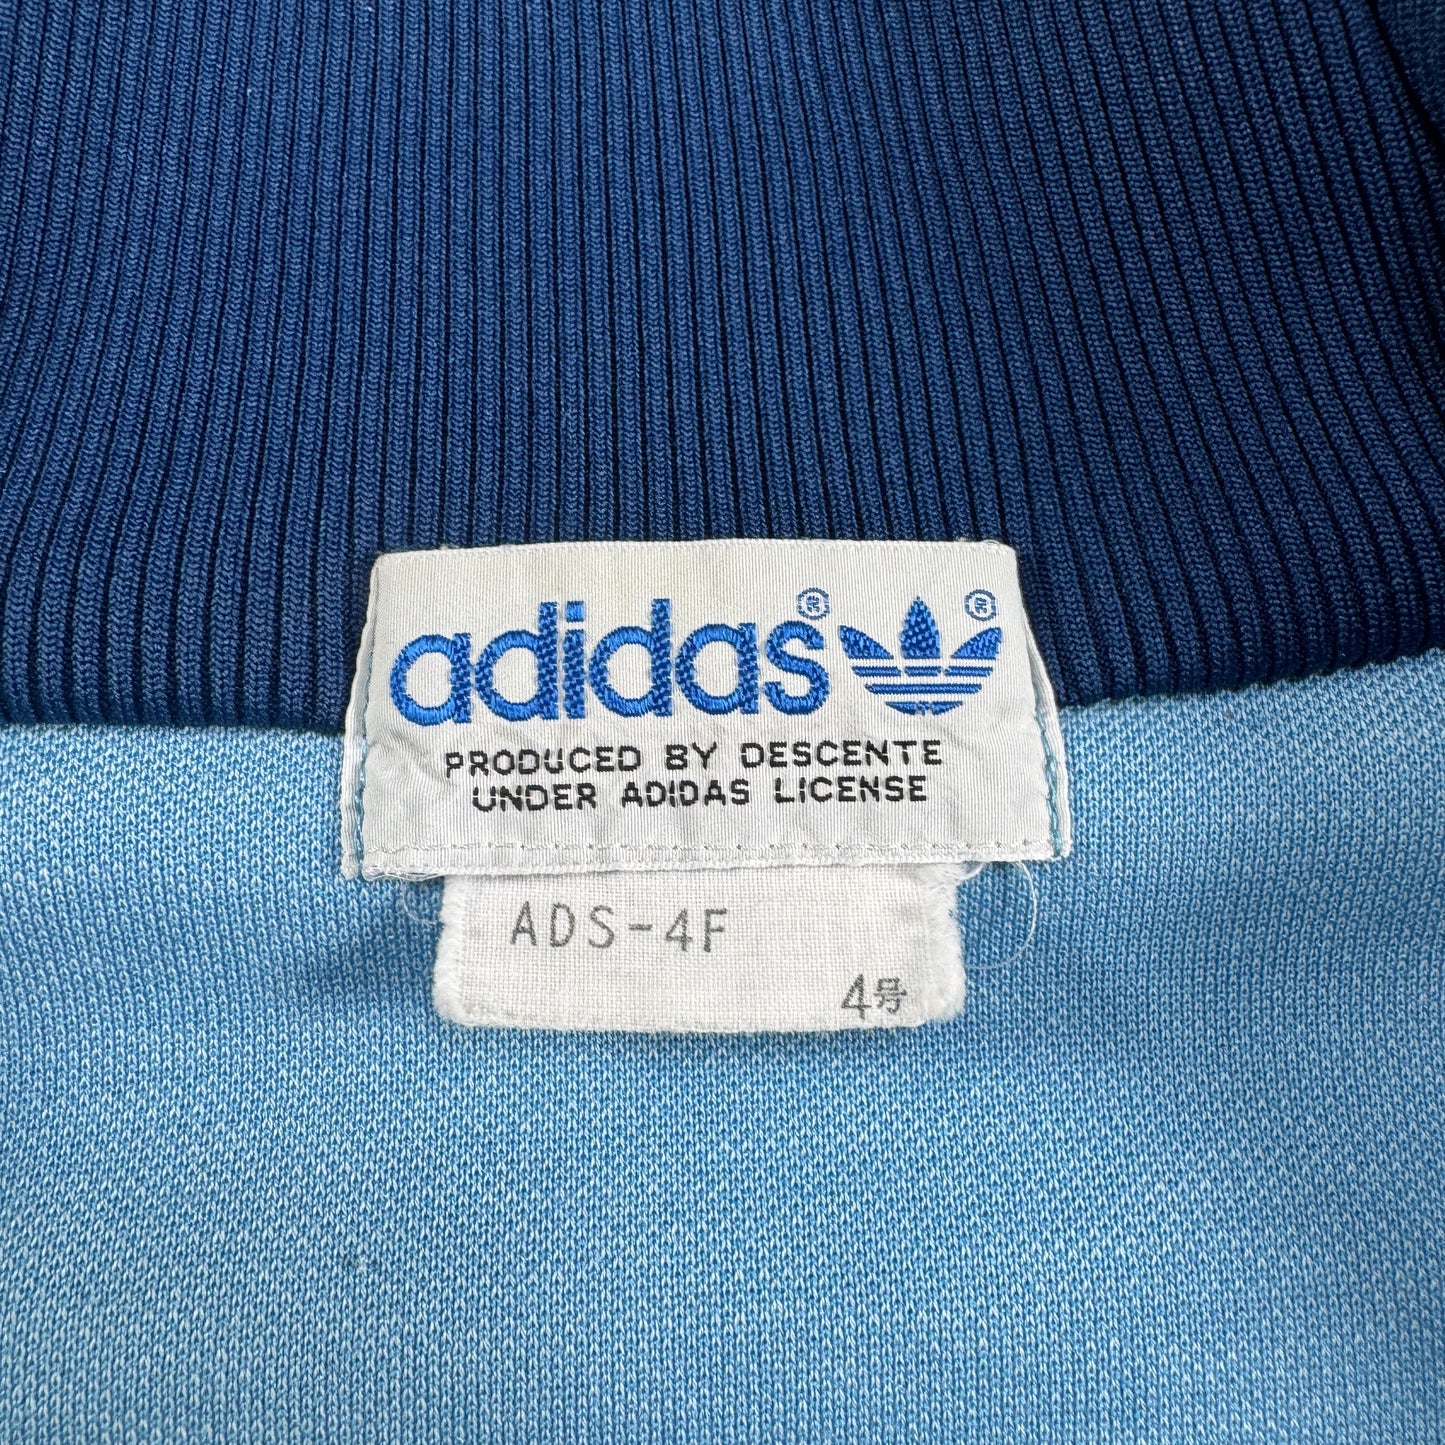 adidas® ®
PRODUCED BY DESCENTE
UNDER ADIDAS LICENSE
ADS-4F
4号